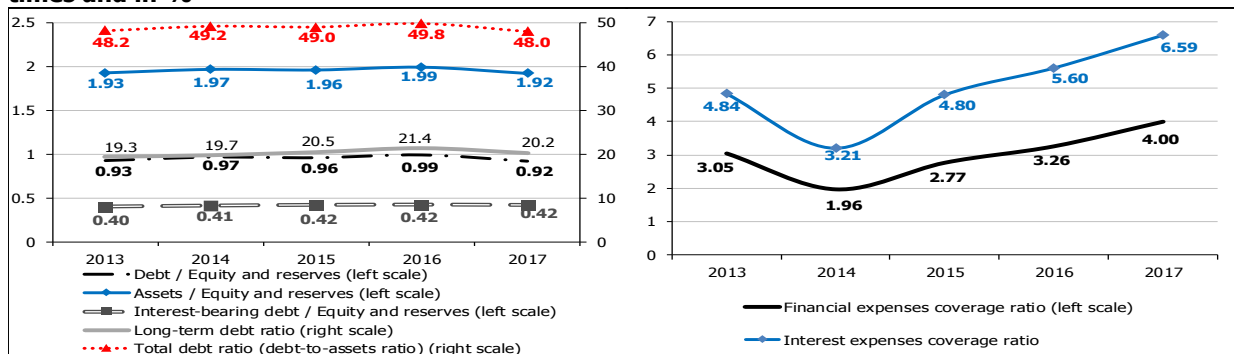 times and in %
2.5 50
48.2 49.2 49.0 49.8 48.0
2 40
1.93 1.97 1.96 1.99 1.92
1.5 30
19.3 19.7 20.5 21.4 20.2
1 20
0.93 0.97 0.96 0.99 0.92
0.5 10
0.40 0.41 0.42 0.42 0.42
0 0
2013 2014 2015 2016 2017
Debt / Equity and reserves (left scale)
Assets / Equity and reserves (left scale)
Interest-bearing debt / Equity and reserves (left scale)
Long-term debt ratio (right scale)
Total debt ratio (debt-to-assets ratio) (right scale)
7
6.59
6
5.60
5
4.84 4.80
4
4.00
3.21 3.26
3
3.05 2.77
2
1.96
1
0
2013 2014 2015 2016 2017
Financial expenses coverage ratio (left scale)
Interest expenses coverage ratio